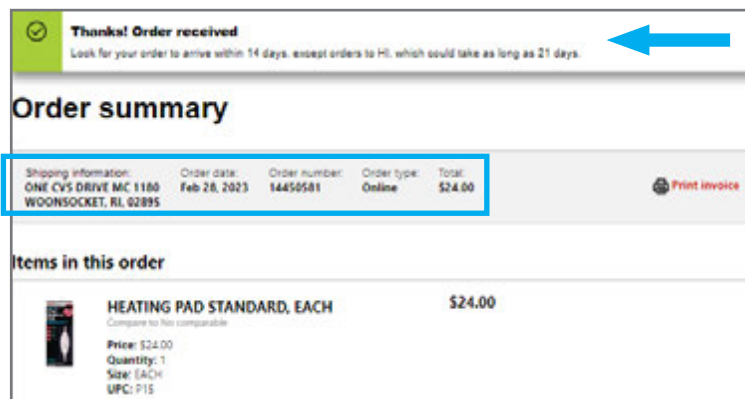 Thanks! Order received
Look for your order to arrive within 14 days, except orders to HI, which could take as long as 21 days.
Order summary
Shipping information: Order date: Order number: Order type: Total:
ONE CVS DRIVE MC 1180 Feb 28, 2023 14450581 Online $24.00
WOONSOCKET, RI, 02895
Print invoice
Items in this order
HEATING PAD STANDARD, EACH $24.00
Compare to No comparable
Price: $24.00
Quantity: 1
Size: EACH
UPC: P15